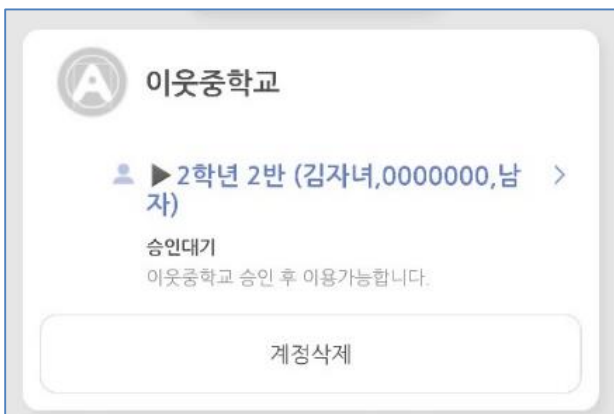 이웃중학교
▶2학년 2반 (김자녀,0000000,남
자)
승인대기
이웃중학교 승인 후 이용가능합니다.
계정삭제